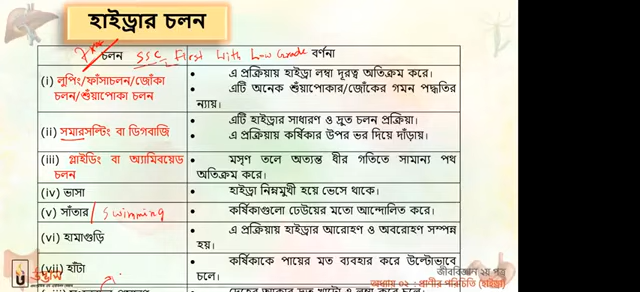 হাইড্রার চলন
চলন SSC First With Low Grade বর্ণনা
(i) লুপিং/ফাঁসাচলন/জোঁকা চলন/শুঁয়াপোকা চলন
• এ প্রক্রিয়ায় হাইড্রা লম্বা দূরত্ব অতিক্রম করে।
• এটি অনেক শুঁয়াপোকার/জোঁকের গমন পদ্ধতির ন্যায়।
(ii) সমারসল্টিং বা ডিগবাজি
• এটি হাইড্রার সাধারণ ও দ্রুত চলন প্রক্রিয়া।
• এ প্রক্রিয়ায় কর্ষিকার উপর ভর দিয়ে দাঁড়ায়।
(iii) গ্লাইডিং বা অ্যামিবয়েড চলন
• মসৃণ তলে অত্যন্ত ধীর গতিতে সামান্য পথ অতিক্রম করে।
(iv) ভাসা
• হাইড্রা নিম্নমুখী হয়ে ভেসে থাকে।
(v) সাঁতার / Swimming
• কর্ষিকাগুলো ঢেউয়ের মতো আন্দোলিত করে।
(vi) হামাগুড়ি
• এ প্রক্রিয়ায় হাইড্রার আরোহণ ও অবরোহণ সম্পন্ন হয়।
(vii) হাঁটা
• কর্ষিকাকে পায়ের মত ব্যবহার করে উল্টোভাবে চলে।
উদ্ভাস
জীববিজ্ঞান ২য় পত্র
অধ্যায় ০২ : প্রাণীর পরিচিতি (হাইড্রা)